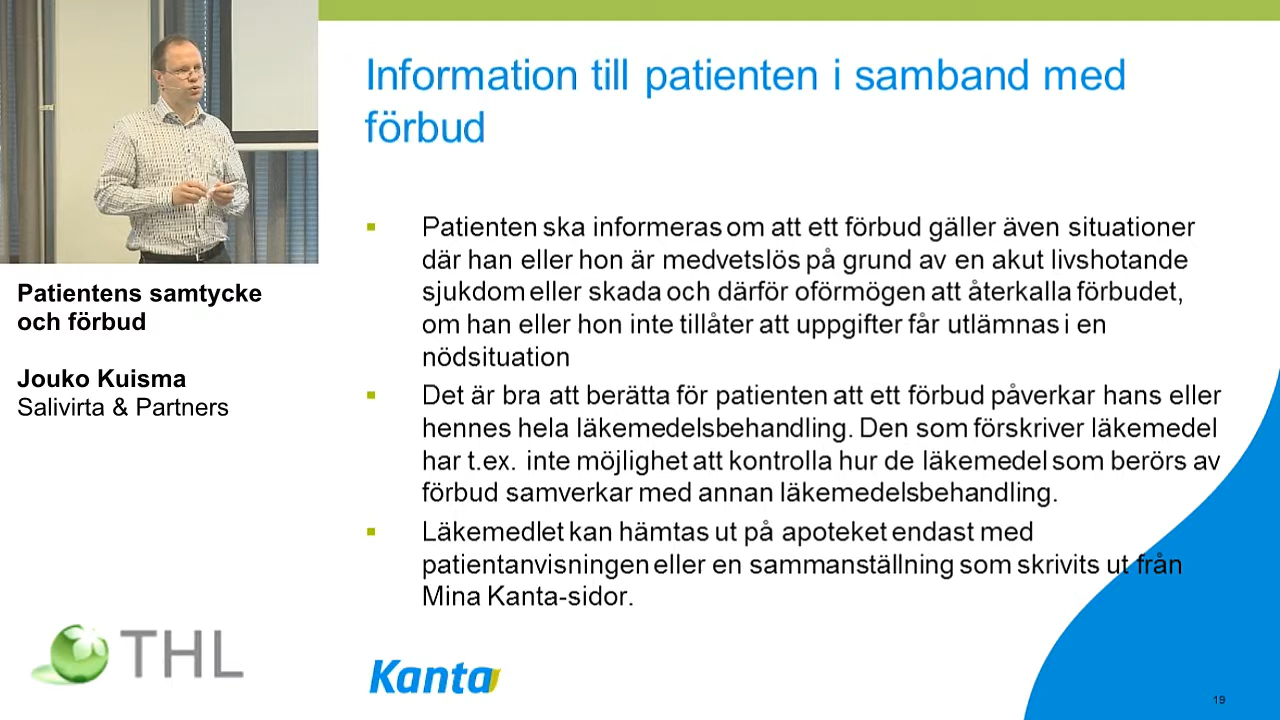 Information till patienten i samband med
förbud
Patienten ska informeras om att ett förbud gäller även situationer
där han eller hon är medvetslös på grund av en akut livshotande
sjukdom eller skada och därför oförmögen att återkalla förbudet,
om han eller hon inte tillåter att uppgifter får utlämnas i en
nödsituation
Det är bra att berätta för patienten att ett förbud påverkar hans eller
hennes hela läkemedelsbehandling. Den som förskriver läkemedel
har t.ex. inte möjlighet att kontrolla hur de läkemedel som berörs av
förbud samverkar med annan läkemedelsbehandling.
Läkemedlet kan hämtas ut på apoteket endast med
patientanvisningen eller en sammanställning som skrivits ut från
Mina Kanta-sidor.
Patientens samtycke
och förbud
Jouko Kuisma
Salivirta & Partners
THL
Kanta
19